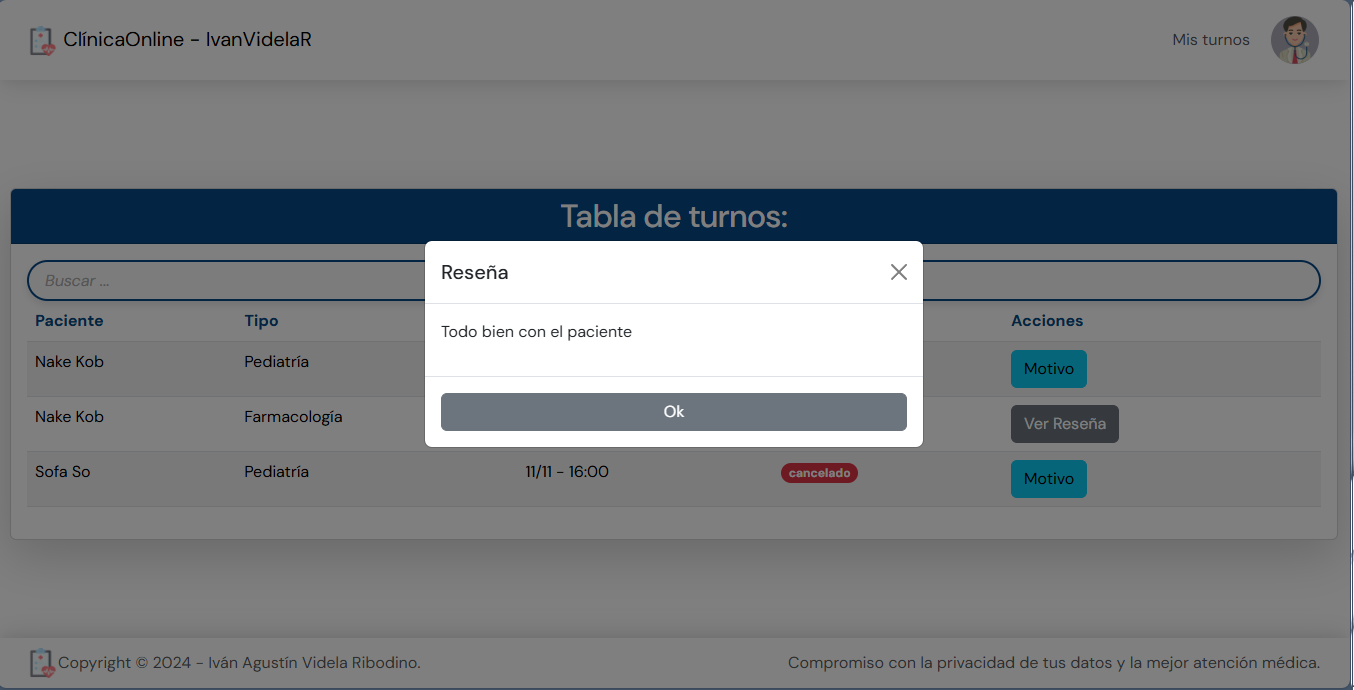 ClínicaOnline - IvanVidelaR
Mis turnos
Tabla de turnos:
Buscar ...
Reseña
Todo bien con el paciente
Ok
Paciente Tipo Acciones
Nake Kob Pediatría Motivo
Nake Kob Farmacología Ver Reseña
Sofa So Pediatría 11/11 - 16:00 cancelado Motivo
Copyright © 2024 - Iván Agustín Videla Ribodino.
Compromiso con la privacidad de tus datos y la mejor atención médica.